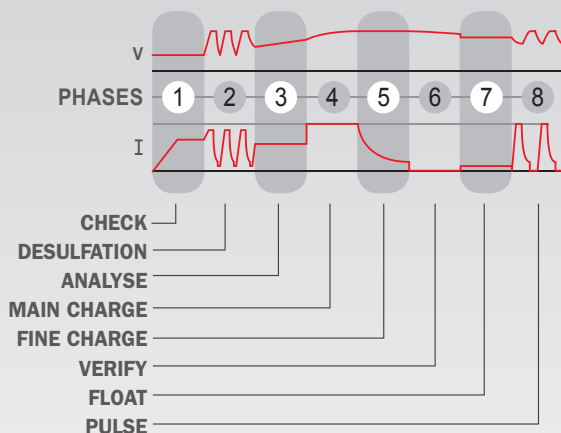 V
PHASES 1 2 3 4 5 6 7 8
I
CHECK
DESULFATION
ANALYSE
MAIN CHARGE
FINE CHARGE
VERIFY
FLOAT
PULSE